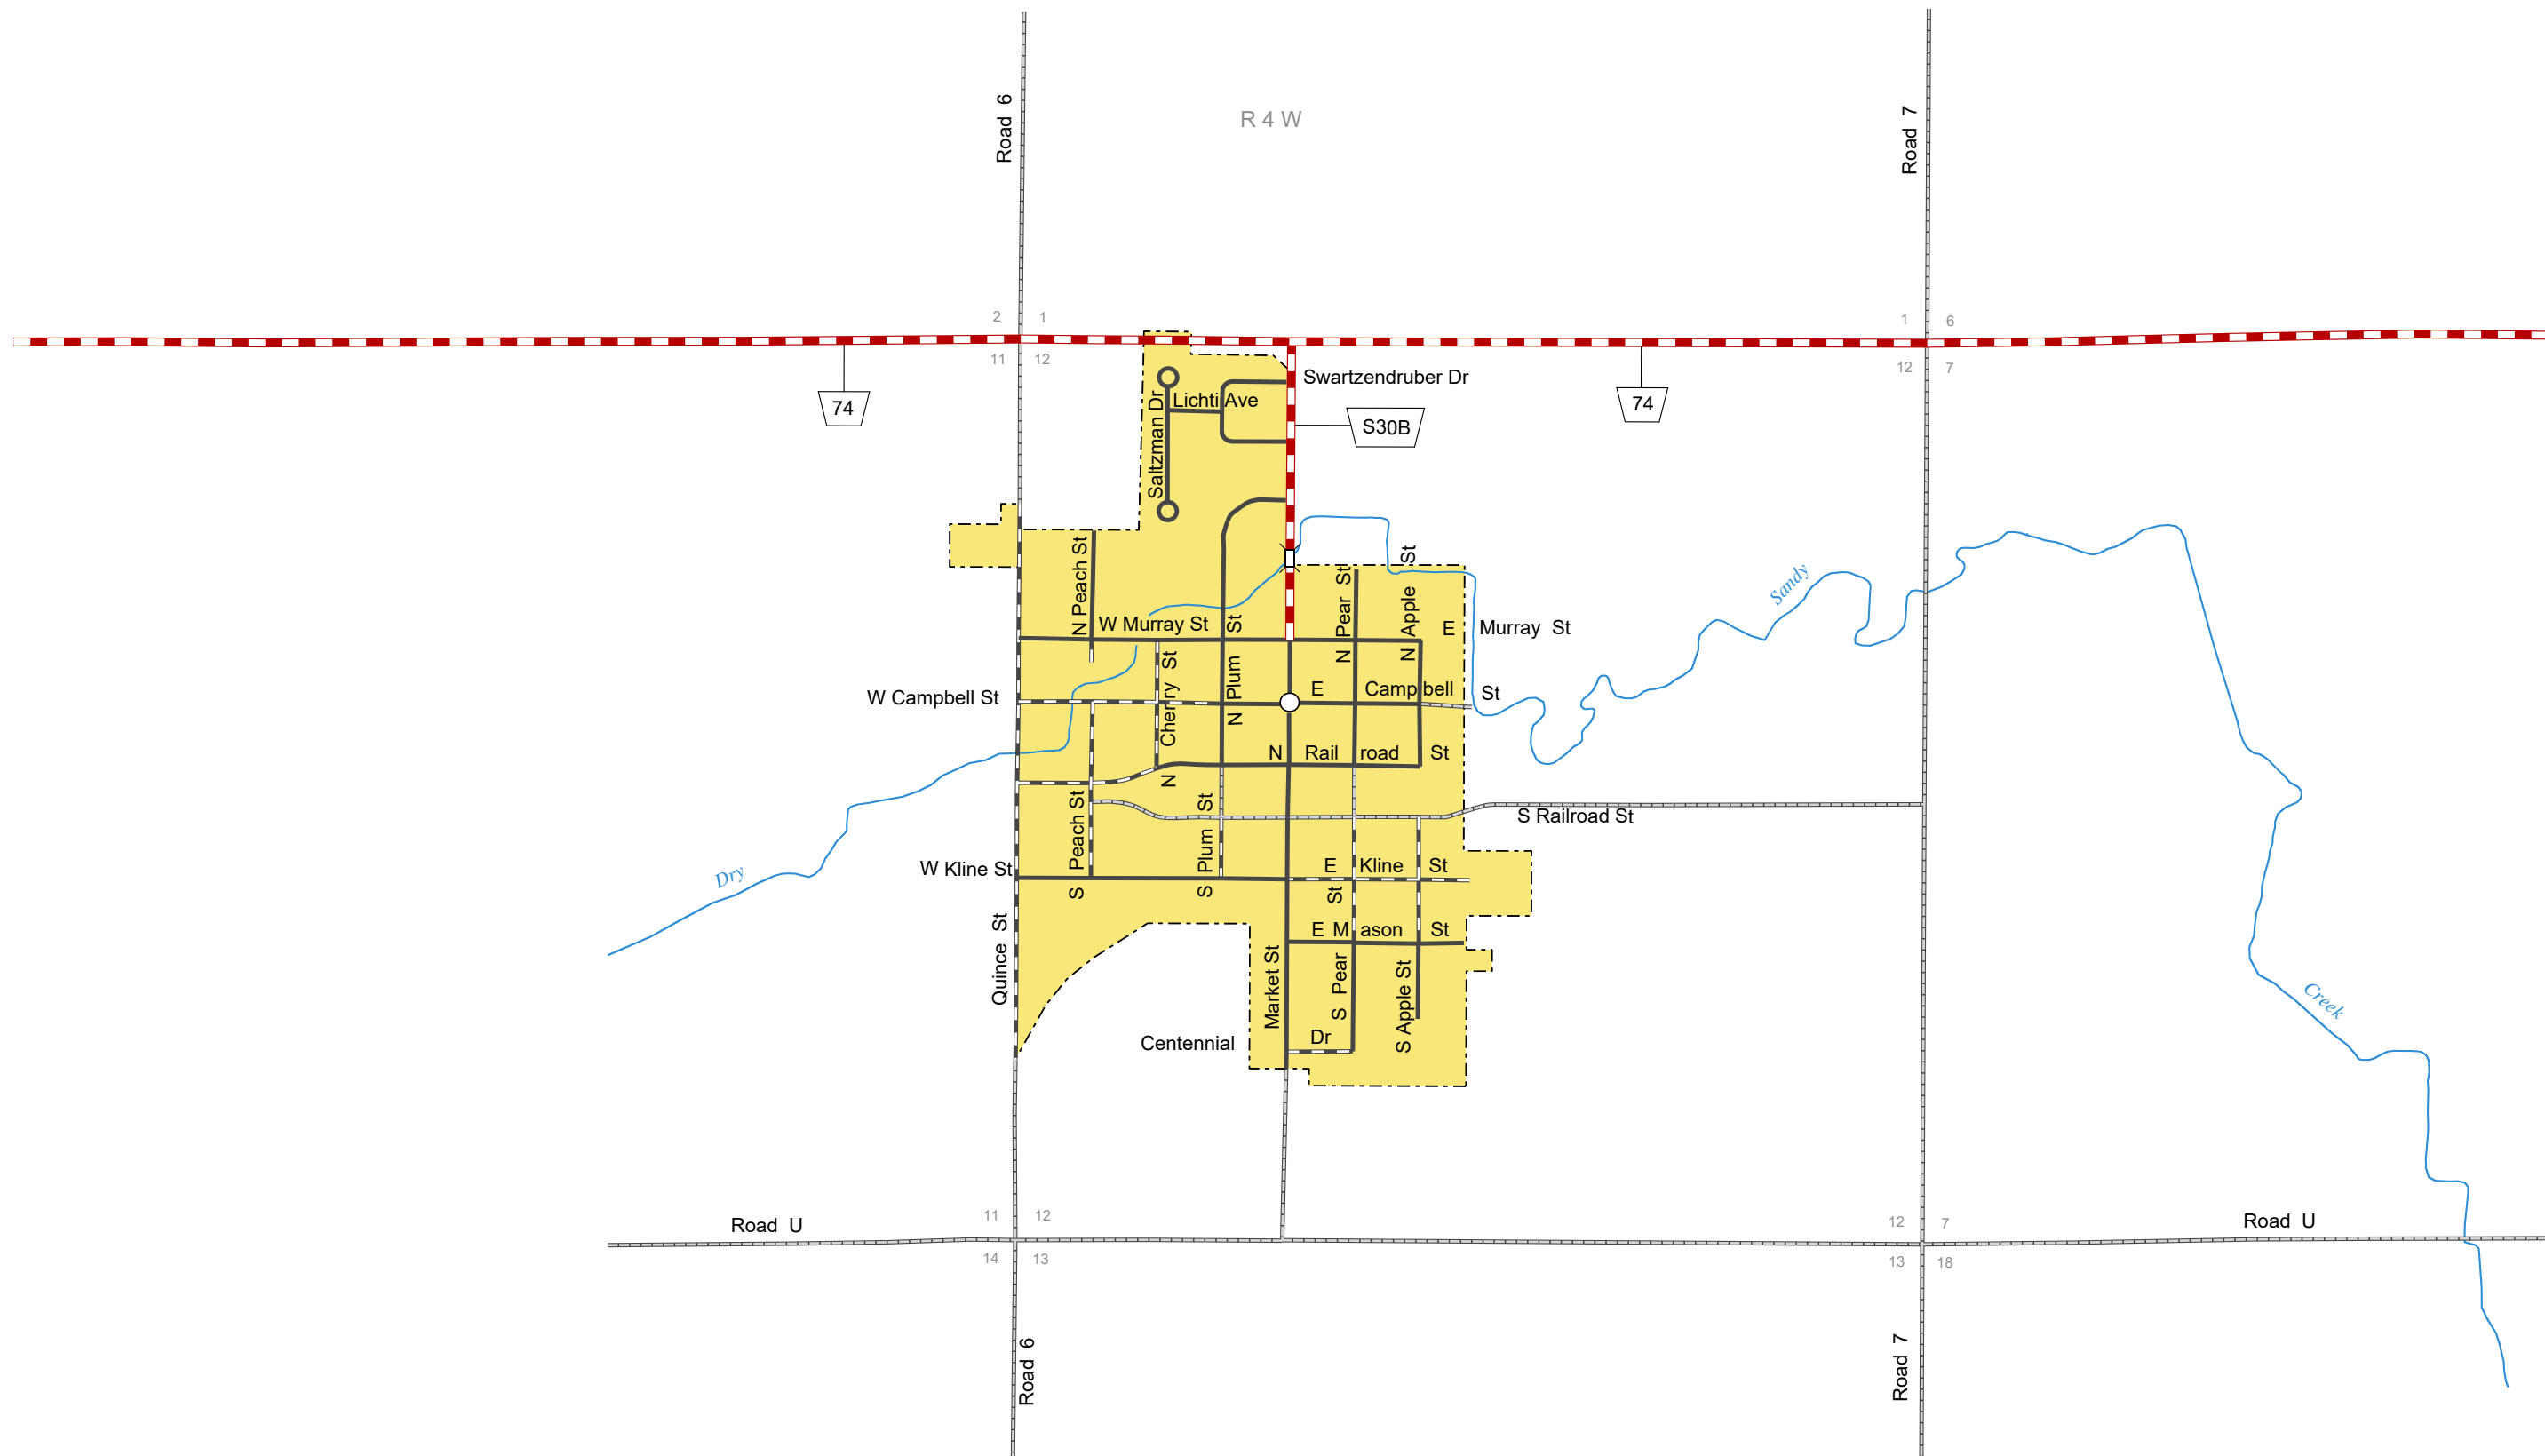 Road 6
R 4 W
Road 7
2
1
1
6
11
12
12
7
74
S30B
74
Swartzendruber Dr
Lichti Ave
Saltzman Dr
N Peach St
W Murray St
N Plum St
N Pear St
N Apple St
E Murray St
Sandy
W Campbell St
N Cherry St
E Campbell St
N Railroad St
S Railroad St
S Peach St
S Plum St
W Kline St
E Kline St
Dry
Quince St
E Mason St
Market St
S Pear St
S Apple St
Centennial Dr
Creek
Road U
11
12
12
7
Road U
14
13
13
18
Road 6
Road 7